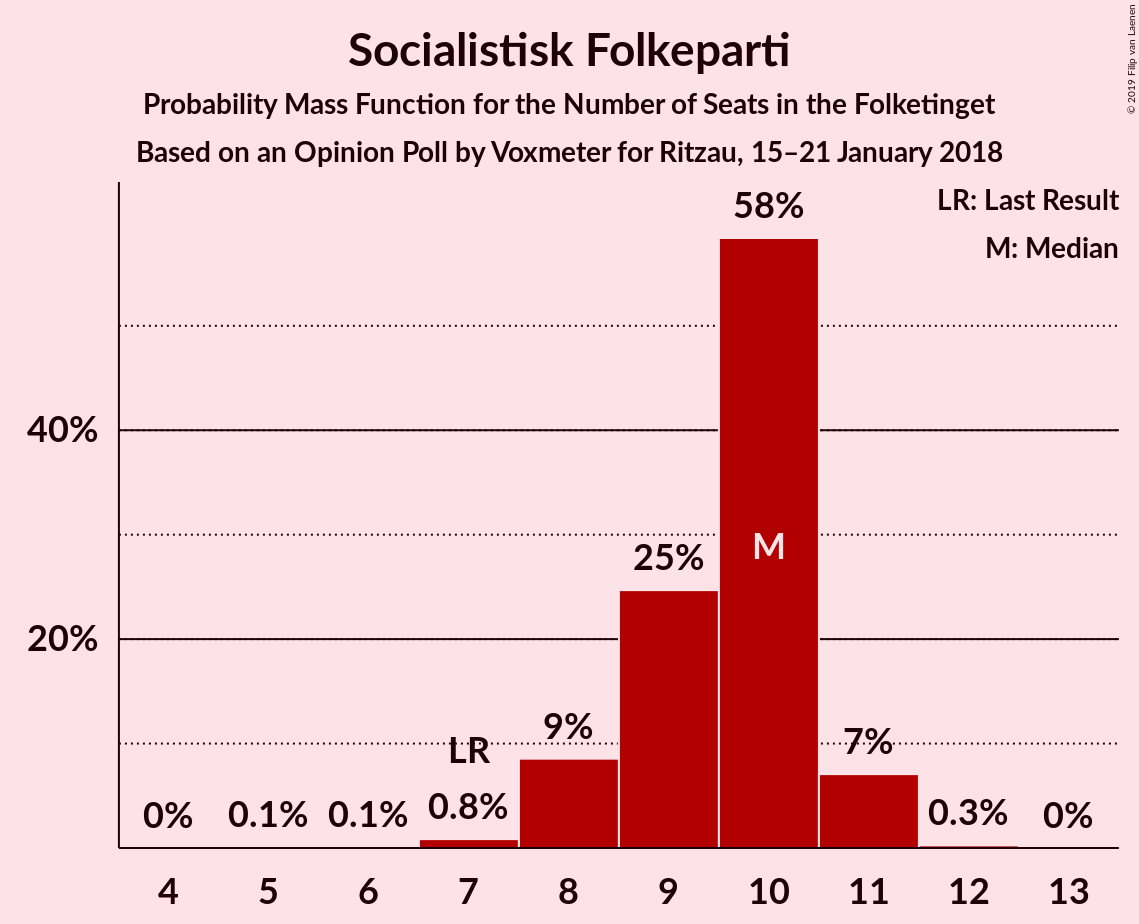 Socialistisk Folkeparti
Probability Mass Function for the Number of Seats in the Folketinget
Based on an Opinion Poll by Voxmeter for Ritzau, 15–21 January 2018
© 2019 Filip van Laenen
LR: Last Result
M: Median
58%
40%
M
25%
20%
9%
LR
7%
0% 0.1% 0.1% 0.8% 0.3% 0%
4 5 6 7 8 9 10 11 12 13